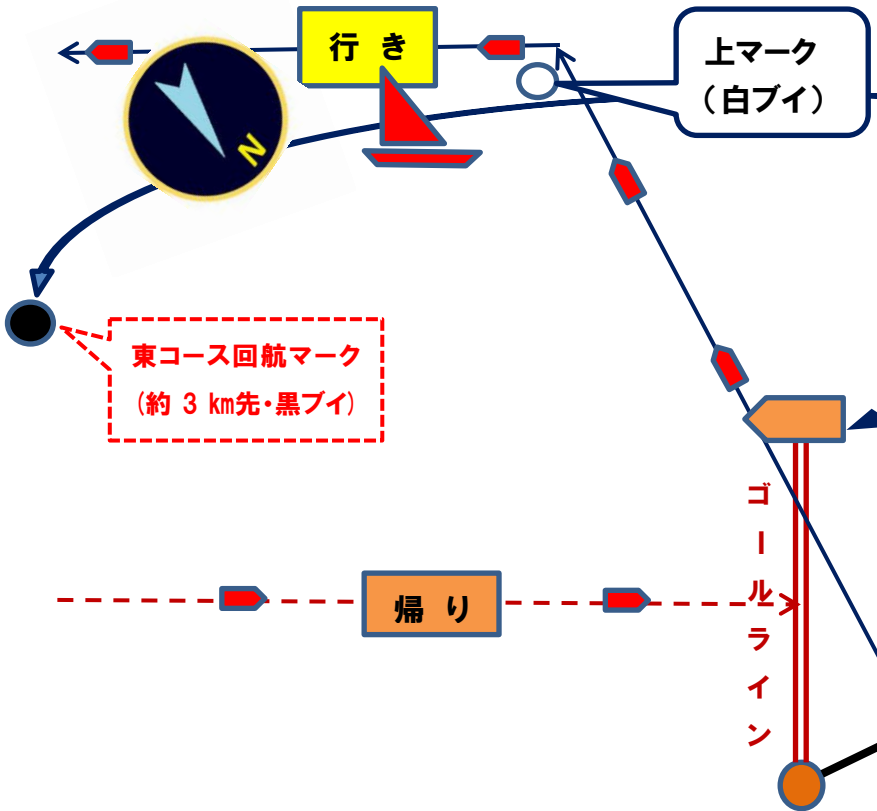 行 き
上マーク
（白ブイ）
N
東コース回航マーク
(約 3 ㎞先・黒ブイ)
ゴールライン
帰 り